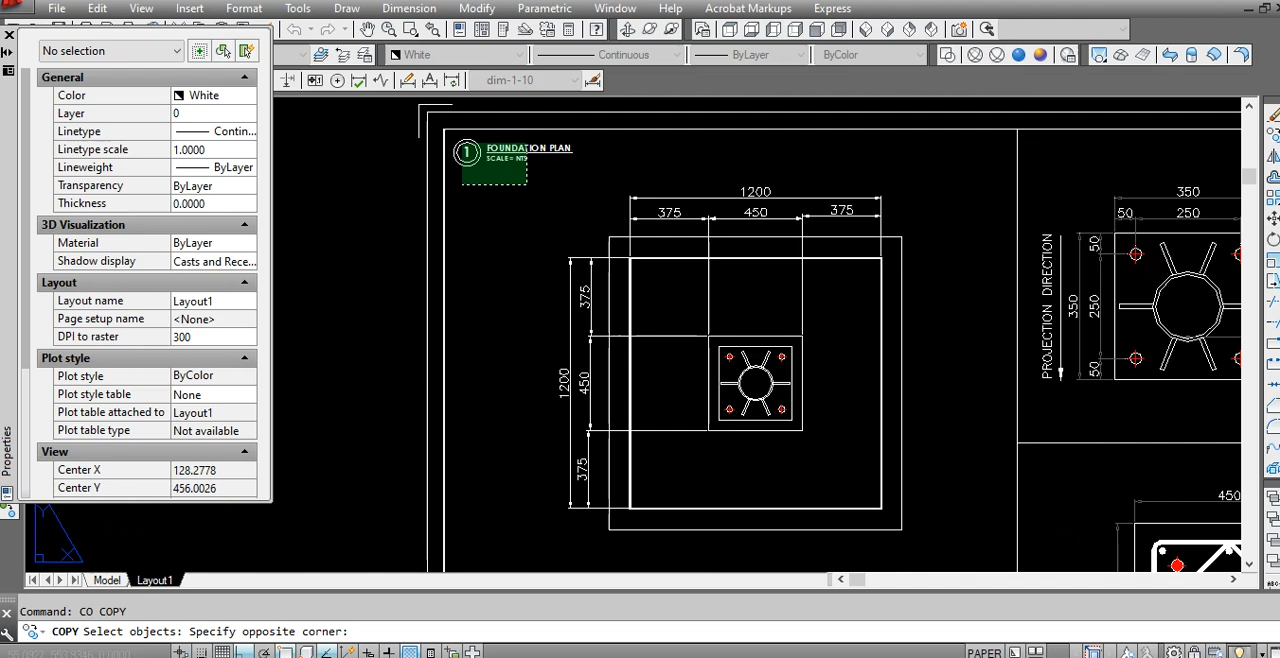 File Edit View Insert Format Tools Draw Dimension Modify Parametric Window Help Acrobat Markups Express
No selection
White Continuous ByLayer ByColor
dim-1-10
General
Color White
Layer 0
Linetype Contin...
Linetype scale 1.0000
Lineweight ByLayer
Transparency ByLayer
Thickness 0.0000
3D Visualization
Material ByLayer
Shadow display Casts and Rece...
Layout
Layout name Layout1
Page setup name <None>
DPI to raster 300
Plot style
Plot style ByColor
Plot style table None
Plot table attached to Layout1
Plot table type Not available
View
Center X 128.2778
Center Y 456.0026
Properties
1 FOUNDATION PLAN
SCALE= NTS
1200
375 450 375
375
1200 450
375
PROJECTION DIRECTION
350
50 250
50
350 250
50
450
Y
X
Model Layout1
Command: CO COPY
COPY Select objects: Specify opposite corner:
PAPER